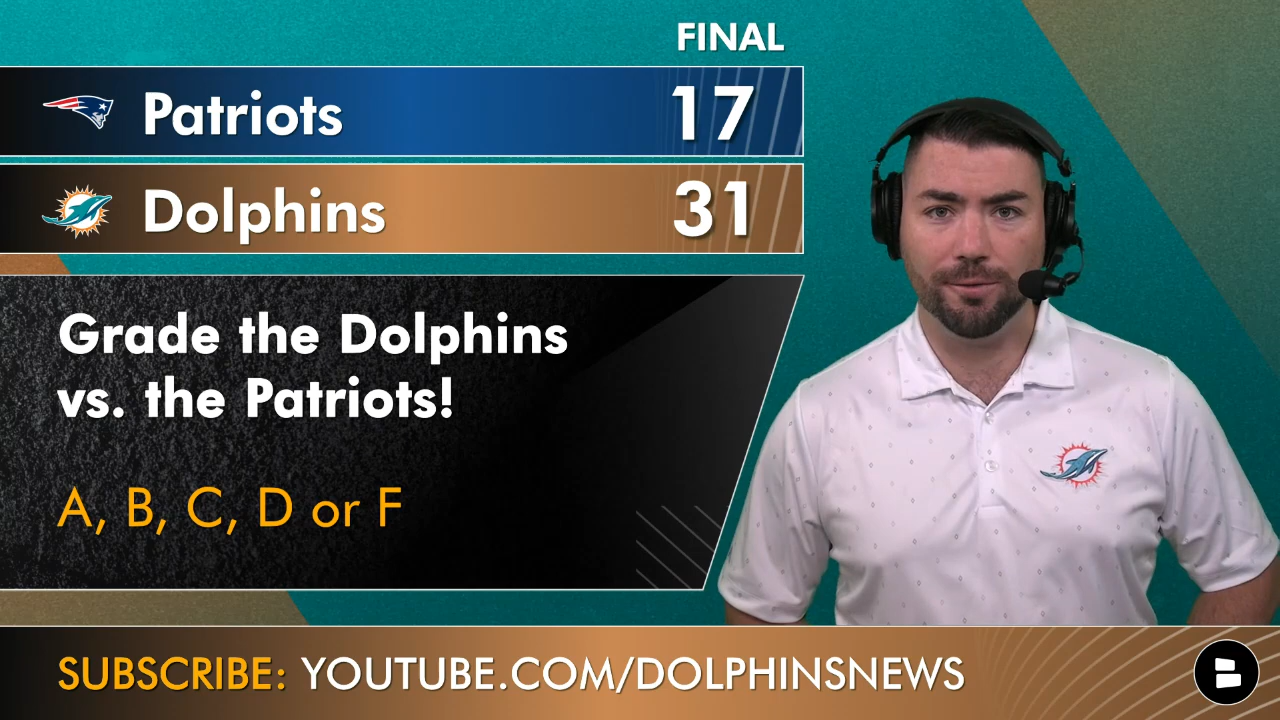 FINAL
Patriots 17
Dolphins 31
Grade the Dolphins
vs. the Patriots!
A, B, C, D or F
SUBSCRIBE: YOUTUBE.COM/DOLPHINSNEWS